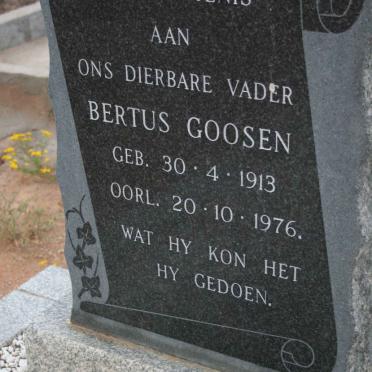 AAN
ONS DIERBARE VADER
BERTUS GOOSEN
GEB. 30·4·1913
OORL. 20·10·1976.
WAT HY KON HET
HY GEDOEN.